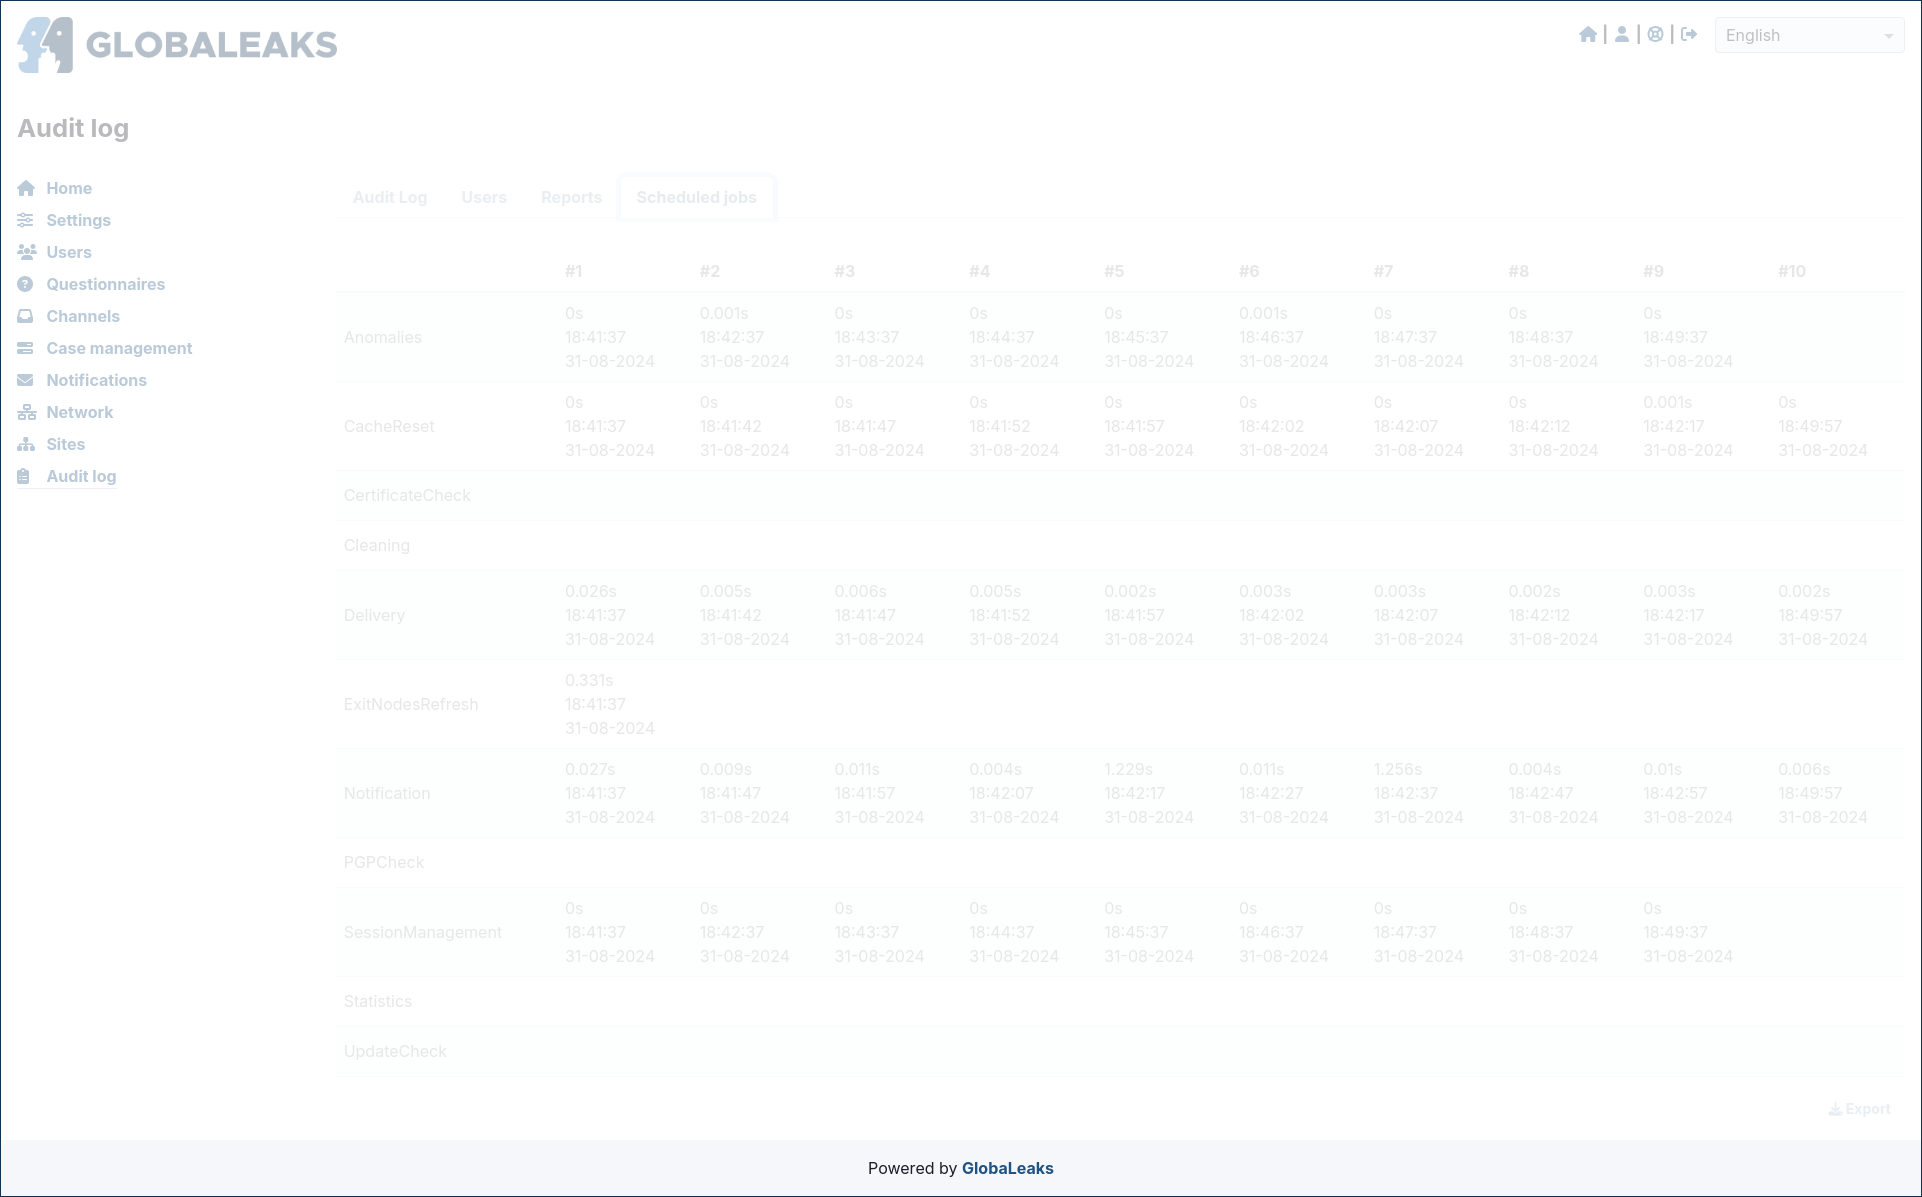 GLOBALEAKS
English
Audit log
Home
Settings
Users
Questionnaires
Channels
Case management
Notifications
Network
Sites
Audit log
Audit Log Users Reports Scheduled jobs
#1 #2 #3 #4 #5 #6 #7 #8 #9 #10
0s 0.001s 0s 0s 0s 0.001s 0s 0s 0s
Anomalies 18:41:37 18:42:37 18:43:37 18:44:37 18:45:37 18:46:37 18:47:37 18:48:37 18:49:37
31-08-2024 31-08-2024 31-08-2024 31-08-2024 31-08-2024 31-08-2024 31-08-2024 31-08-2024 31-08-2024
0s 0s 0s 0s 0s 0s 0s 0s 0.001s 0s
CacheReset 18:41:37 18:41:42 18:41:47 18:41:52 18:41:57 18:42:02 18:42:07 18:42:12 18:42:17 18:49:57
31-08-2024 31-08-2024 31-08-2024 31-08-2024 31-08-2024 31-08-2024 31-08-2024 31-08-2024 31-08-2024 31-08-2024
CertificateCheck
Cleaning
0.026s 0.005s 0.006s 0.005s 0.002s 0.003s 0.003s 0.002s 0.003s 0.002s
Delivery 18:41:37 18:41:42 18:41:47 18:41:52 18:41:57 18:42:02 18:42:07 18:42:12 18:42:17 18:49:57
31-08-2024 31-08-2024 31-08-2024 31-08-2024 31-08-2024 31-08-2024 31-08-2024 31-08-2024 31-08-2024 31-08-2024
0.331s
ExitNodesRefresh 18:41:37
31-08-2024
0.027s 0.009s 0.011s 0.004s 1.229s 0.011s 1.256s 0.004s 0.01s 0.006s
Notification 18:41:37 18:41:47 18:41:57 18:42:07 18:42:17 18:42:27 18:42:37 18:42:47 18:42:57 18:49:57
31-08-2024 31-08-2024 31-08-2024 31-08-2024 31-08-2024 31-08-2024 31-08-2024 31-08-2024 31-08-2024 31-08-2024
PGPCheck
0s 0s 0s 0s 0s 0s 0s 0s 0s
SessionManagement 18:41:37 18:42:37 18:43:37 18:44:37 18:45:37 18:46:37 18:47:37 18:48:37 18:49:37
31-08-2024 31-08-2024 31-08-2024 31-08-2024 31-08-2024 31-08-2024 31-08-2024 31-08-2024 31-08-2024
Statistics
UpdateCheck
Export
Powered by GlobaLeaks